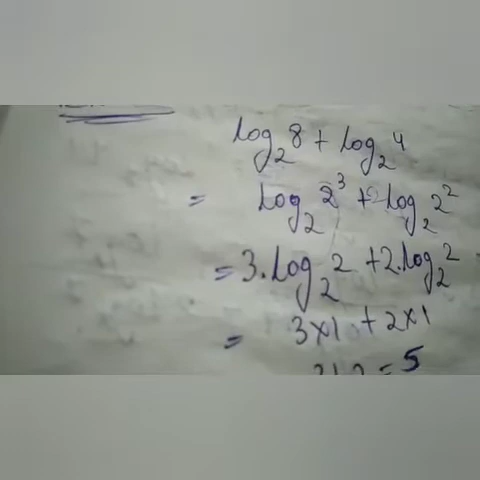 log₂8 + log₂4
= log₂2³ + log₂2²
= 3.log₂2 + 2.log₂2
= 3×1 + 2×1
= 5